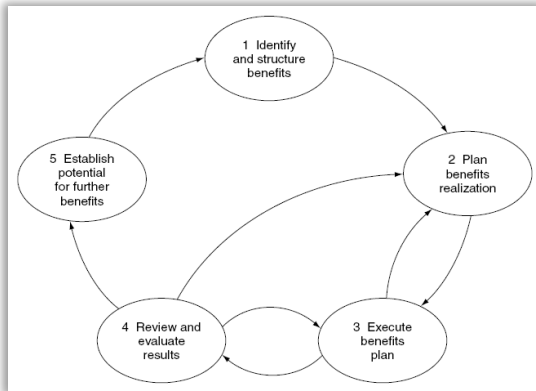 1 Identify
and structure
benefits
2 Plan
benefits
realization
3 Execute
benefits
plan
4 Review and
evaluate
results
5 Establish
potential
for further
benefits